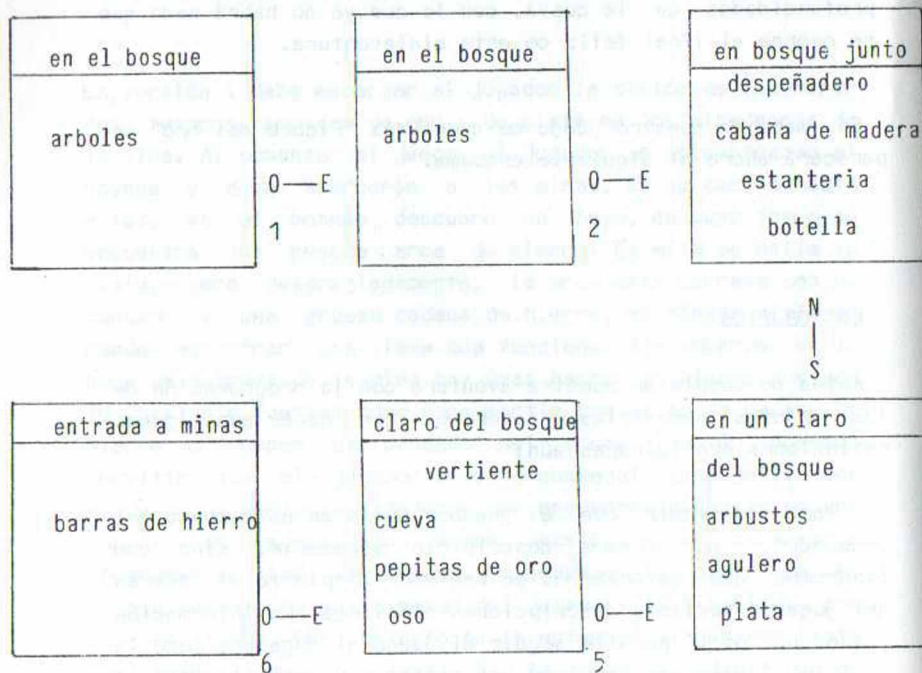 en el bosque
arboles
O—E
1
en el bosque
arboles
O—E
2
en bosque junto
despeñadero
cabaña de madera
estanteria
botella
N
S
entrada a minas
barras de hierro
O—E
6
claro del bosque
vertiente
cueva
pepitas de oro
oso
O—E
5
en un claro
del bosque
arbustos
agulero
plata